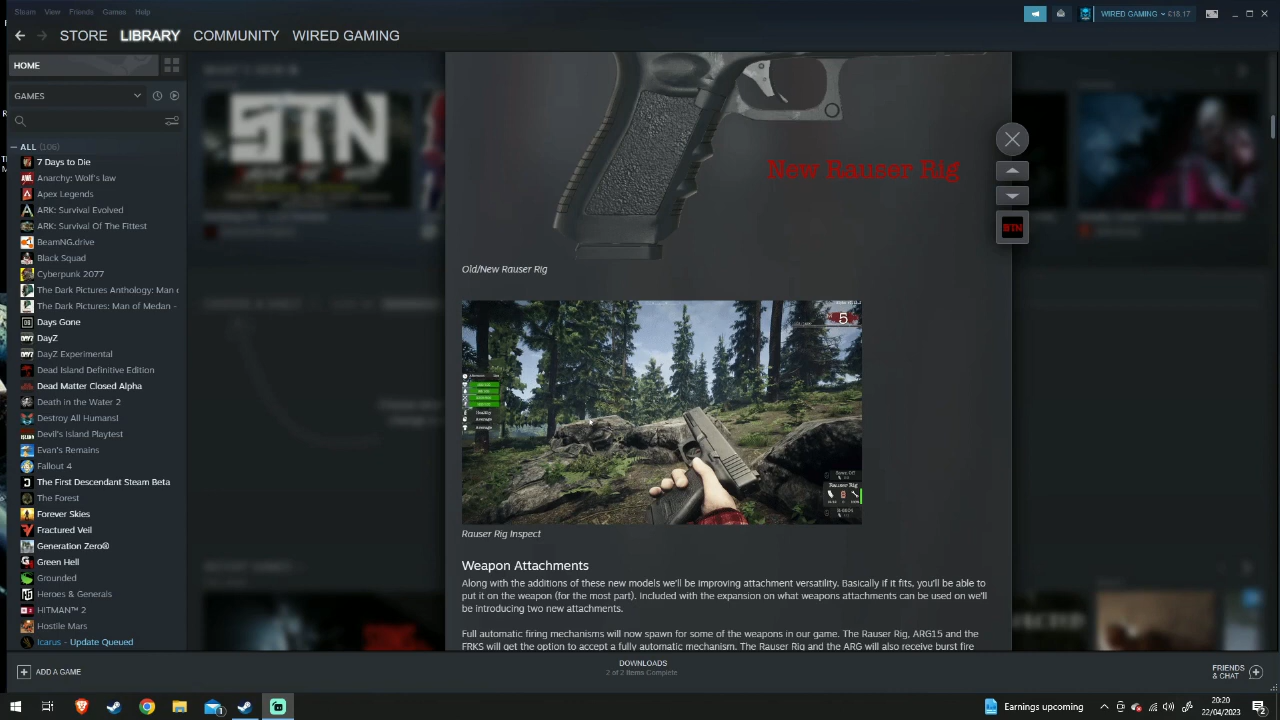 Steam View Friends Games Help
WIRED GAMING £18.17
STORE LIBRARY COMMUNITY WIRED GAMING
HOME
GAMES
ALL (106)
7 Days to Die
Anarchy: Wolf's law
Apex Legends
ARK: Survival Evolved
ARK: Survival Of The Fittest
BeamNG.drive
Black Squad
Cyberpunk 2077
The Dark Pictures Anthology: Man o
The Dark Pictures: Man of Medan -
Days Gone
DayZ
DayZ Experimental
Dead Island Definitive Edition
Dead Matter Closed Alpha
Death in the Water 2
Destroy All Humans!
Devil's Island Playtest
Evan's Remains
Fallout 4
The First Descendant Steam Beta
The Forest
Forever Skies
Fractured Veil
Generation Zero®
Green Hell
Grounded
Heroes & Generals
HITMAN™ 2
Hostile Mars
Icarus - Update Queued
New Rauser Rig
BTN
Old/New Rauser Rig
5
Rauser Rig
Rauser Rig Inspect
Weapon Attachments
Along with the additions of these new models we'll be improving attachment versatility. Basically if it fits, you'll be able to
put it on the weapon (for the most part). Included with the expansion on what weapons attachments can be used on we'll
be introducing two new attachments.
Full automatic firing mechanisms will now spawn for some of the weapons in our game. The Rauser Rig, ARG15 and the
FRKS will get the option to accept a fully automatic mechanism. The Rauser Rig and the ARG will also receive burst fire
ADD A GAME
DOWNLOADS
2 of 2 Items Complete
FRIENDS
& CHAT
Earnings upcoming
20:20
22/04/2023